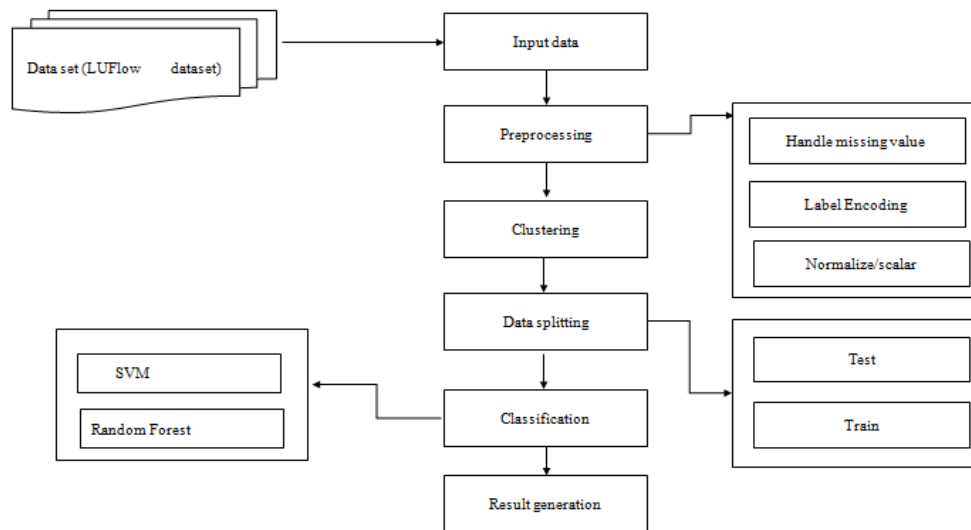 Input data
Data set (LUFlow dataset)
Preprocessing
Handle missing value
Label Encoding
Clustering
Normalize/scalar
Data splitting
Test
SVM
Classification
Train
Random Forest
Result generation